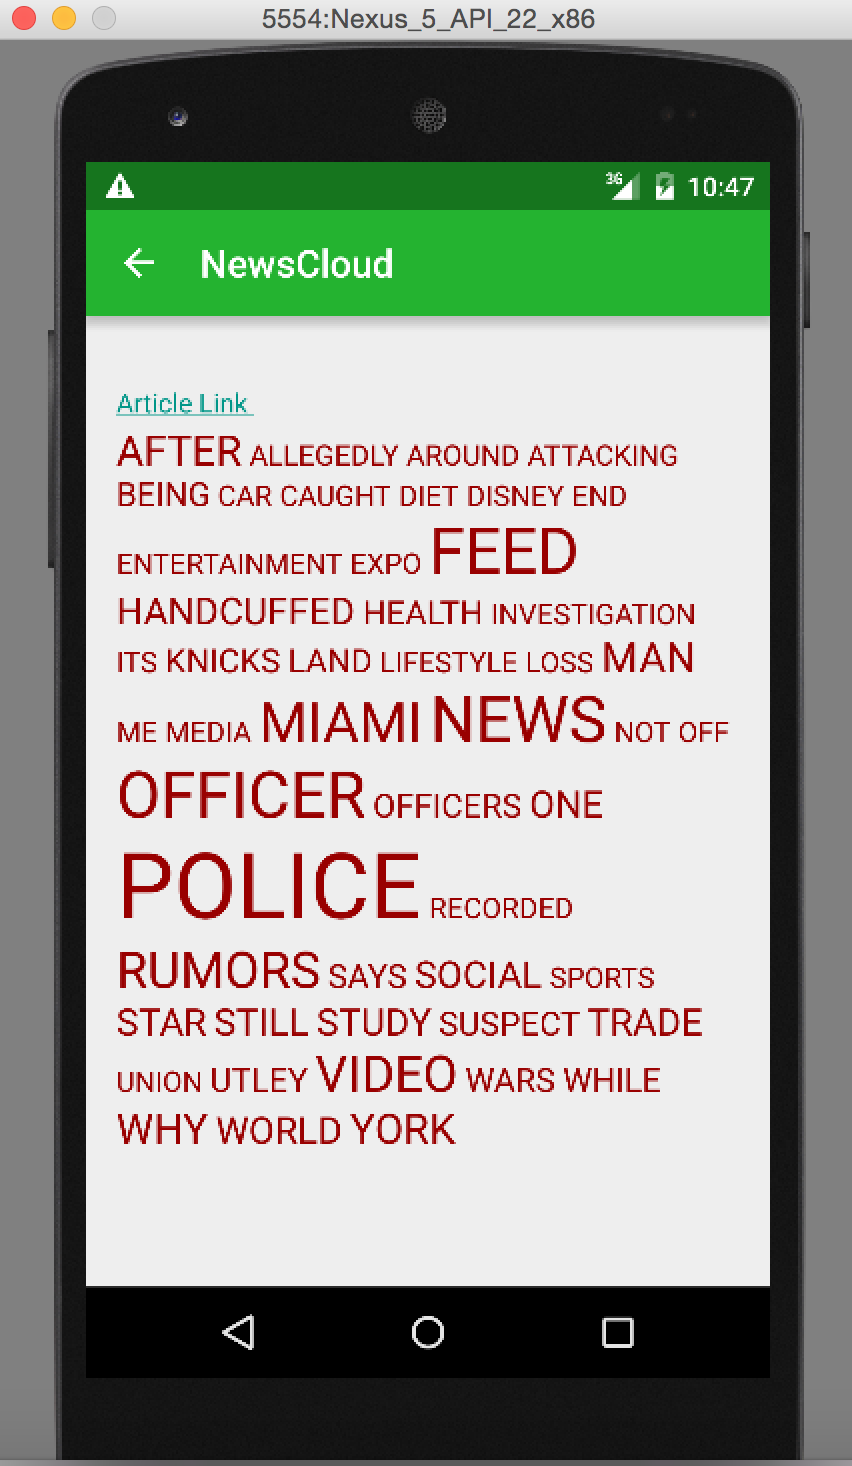 5554:Nexus_5_API_22_x86
3G 10:47
NewsCloud
Article Link
AFTER ALLEGEDLY AROUND ATTACKING
BEING CAR CAUGHT DIET DISNEY END
ENTERTAINMENT EXPO FEED
HANDCUFFED HEALTH INVESTIGATION
ITS KNICKS LAND LIFESTYLE LOSS MAN
ME MEDIA MIAMI NEWS NOT OFF
OFFICER OFFICERS ONE
POLICE RECORDED
RUMORS SAYS SOCIAL SPORTS
STAR STILL STUDY SUSPECT TRADE
UNION UTLEY VIDEO WARS WHILE
WHY WORLD YORK